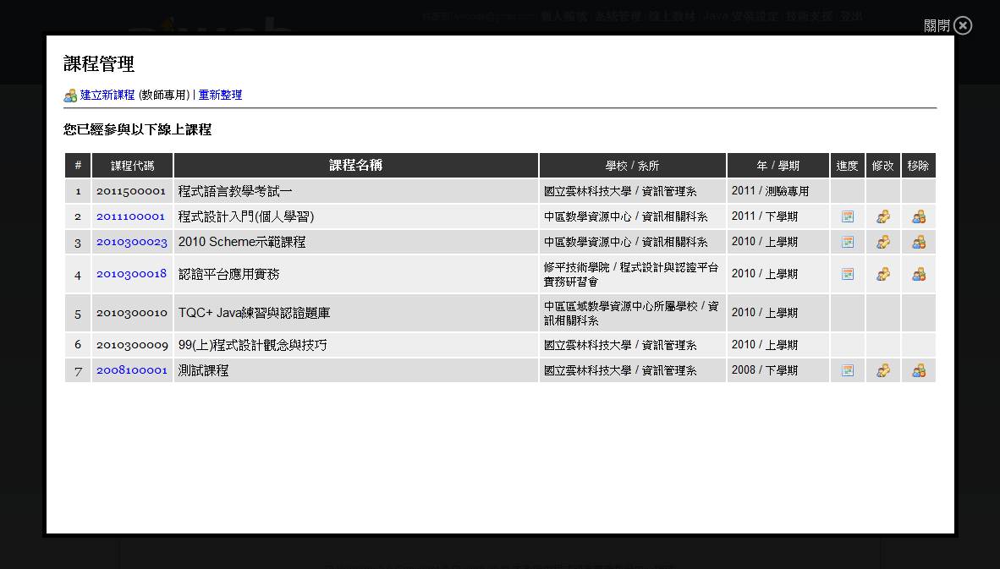 個人帳號 | 系統管理 | 線上教材 | Java 安裝設定 | 技術支援 | 登出
關閉
課程管理
建立新課程 (教師專用) | 重新整理
您已經參與以下線上課程
# 課程代碼 課程名稱 學校 / 系所 年 / 學期 進度 修改 移除
1 2011500001 程式語言教學考試一 國立雲林科技大學 / 資訊管理系 2011 / 測驗專用
2 2011100001 程式設計入門(個人學習) 中區教學資源中心 / 資訊相關科系 2011 / 下學期
3 2010300023 2010 Scheme示範課程 中區教學資源中心 / 資訊相關科系 2010 / 上學期
4 2010300018 認證平台應用實務 修平技術學院 / 程式設計與認證平台
實務研習會 2010 / 上學期
5 2010300010 TQC+ Java練習與認證題庫 中區區域教學資源中心所屬學校 / 資
訊相關科系 2010 / 上學期
6 2010300009 99(上)程式設計觀念與技巧 國立雲林科技大學 / 資訊管理系 2010 / 上學期
7 2008100001 測試課程 國立雲林科技大學 / 資訊管理系 2008 / 下學期